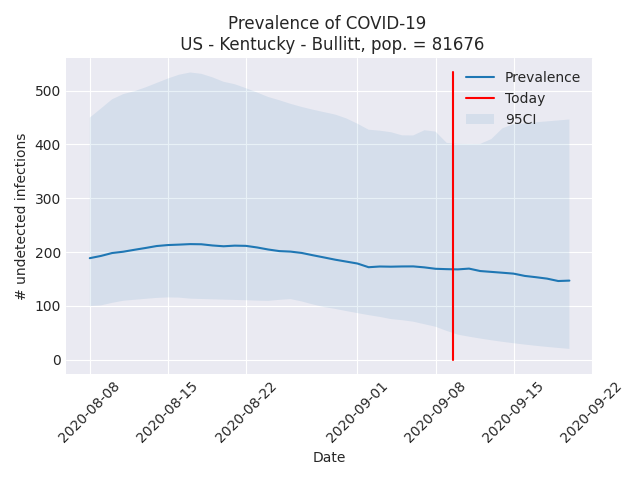 Prevalence of COVID-19
US - Kentucky - Bullitt, pop. = 81676
Prevalence
Today
95CI
# undetected infections
500
400
300
200
100
0
2020-08-08
2020-08-15
2020-08-22
2020-09-01
2020-09-08
2020-09-15
2020-09-22
Date